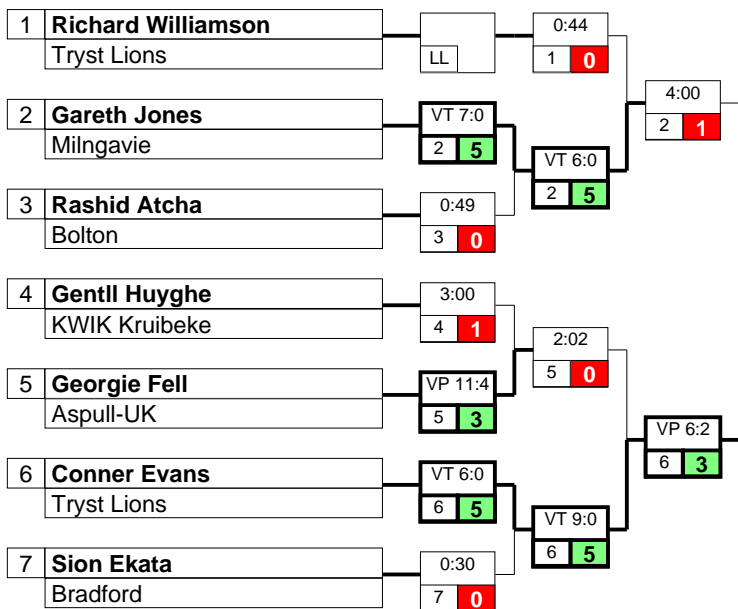 1 Richard Williamson
Tryst Lions
LL
0:44
1 0
2 Gareth Jones
Milngavie
VT 7:0
2 5
VT 6:0
2 5
4:00
2 1
3 Rashid Atcha
Bolton
0:49
3 0
4 Gentll Huyghe
KWIK Kruibeke
3:00
4 1
2:02
5 0
5 Georgie Fell
Aspull-UK
VP 11:4
5 3
VP 6:2
6 3
6 Conner Evans
Tryst Lions
VT 6:0
6 5
VT 9:0
6 5
7 Sion Ekata
Bradford
0:30
7 0